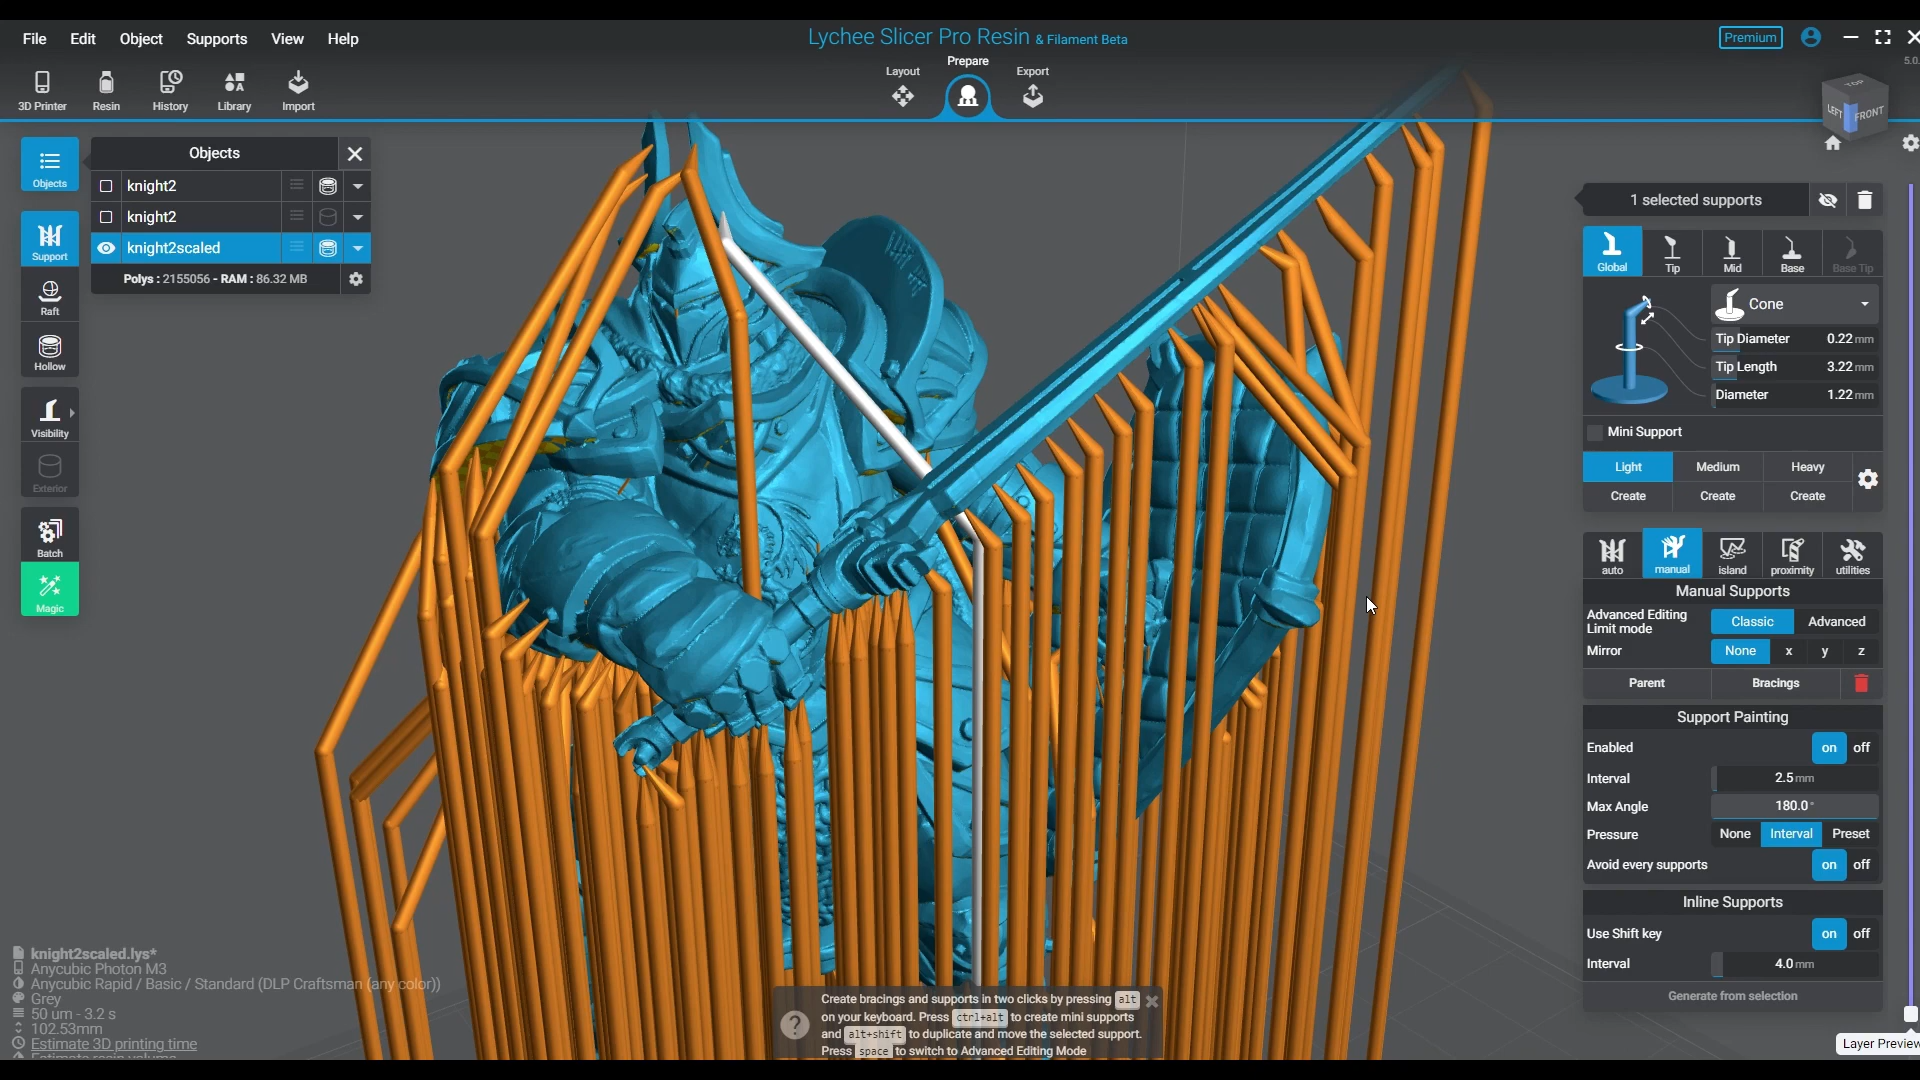 File Edit Object Supports View Help
Lychee Slicer Pro Resin & Filament Beta
Premium
5.0.
3D Printer Resin History Library Import
Layout Prepare Export
TOP
LEFT FRONT
Objects
Objects
knight2
knight2
knight2scaled
Polys : 2155056 - RAM : 86.32 MB
Support
Raft
Hollow
Visibility
Exterior
Batch
Magic
1 selected supports
Global Tip Mid Base Base Tip
Cone
Tip Diameter 0.22 mm
Tip Length 3.22 mm
Diameter 1.22 mm
Mini Support
Light Medium Heavy
Create Create Create
auto manual island proximity utilities
Manual Supports
Advanced Editing
Limit mode Classic Advanced
Mirror None x y z
Parent Bracings
Support Painting
Enabled on off
Interval 2.5 mm
Max Angle 180.0 °
Pressure None Interval Preset
Avoid every supports on off
Inline Supports
Use Shift key on off
Interval 4.0 mm
Generate from selection
Layer Preview
knight2scaled.lys*
Anycubic Photon M3
Anycubic Rapid / Basic / Standard (DLP Craftsman (any color))
Grey
50 um - 3.2 s
102.53mm
Estimate 3D printing time
Estimate resin volume
? Create bracings and supports in two clicks by pressing alt
on your keyboard. Press ctrl+alt to create mini supports
and alt+shift to duplicate and move the selected support.
Press space to switch to Advanced Editing Mode